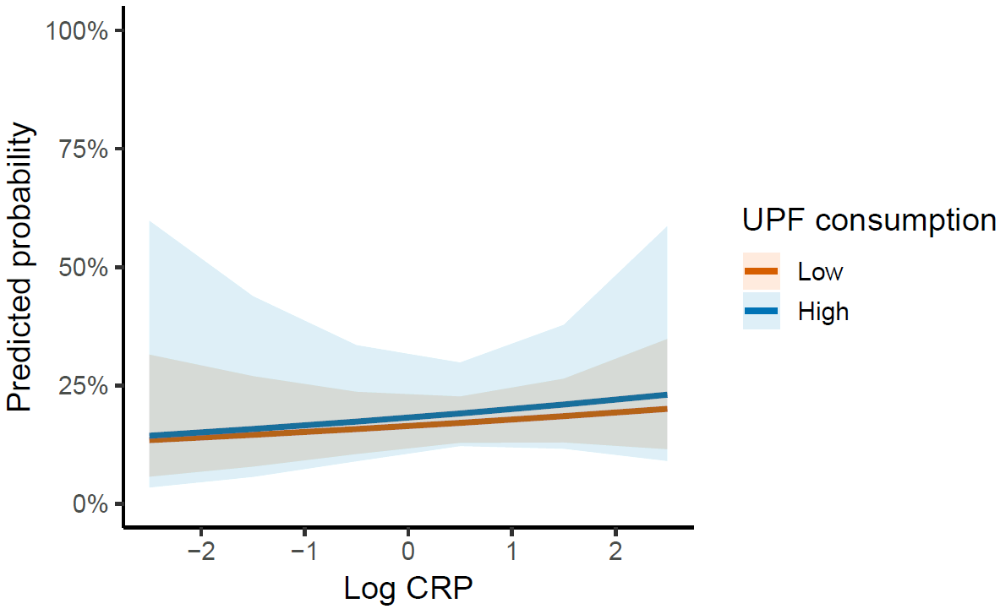 Predicted probability
100%
75%
50%
25%
0%
−2
−1
0
1
2
Log CRP
UPF consumption
Low
High